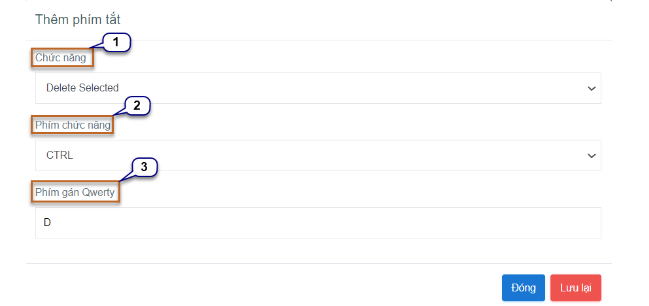 Thêm phím tắt
1
Chức năng
Delete Selected
2
Phím chức năng
CTRL
3
Phím gán Qwerty
D
Đóng
Lưu lại